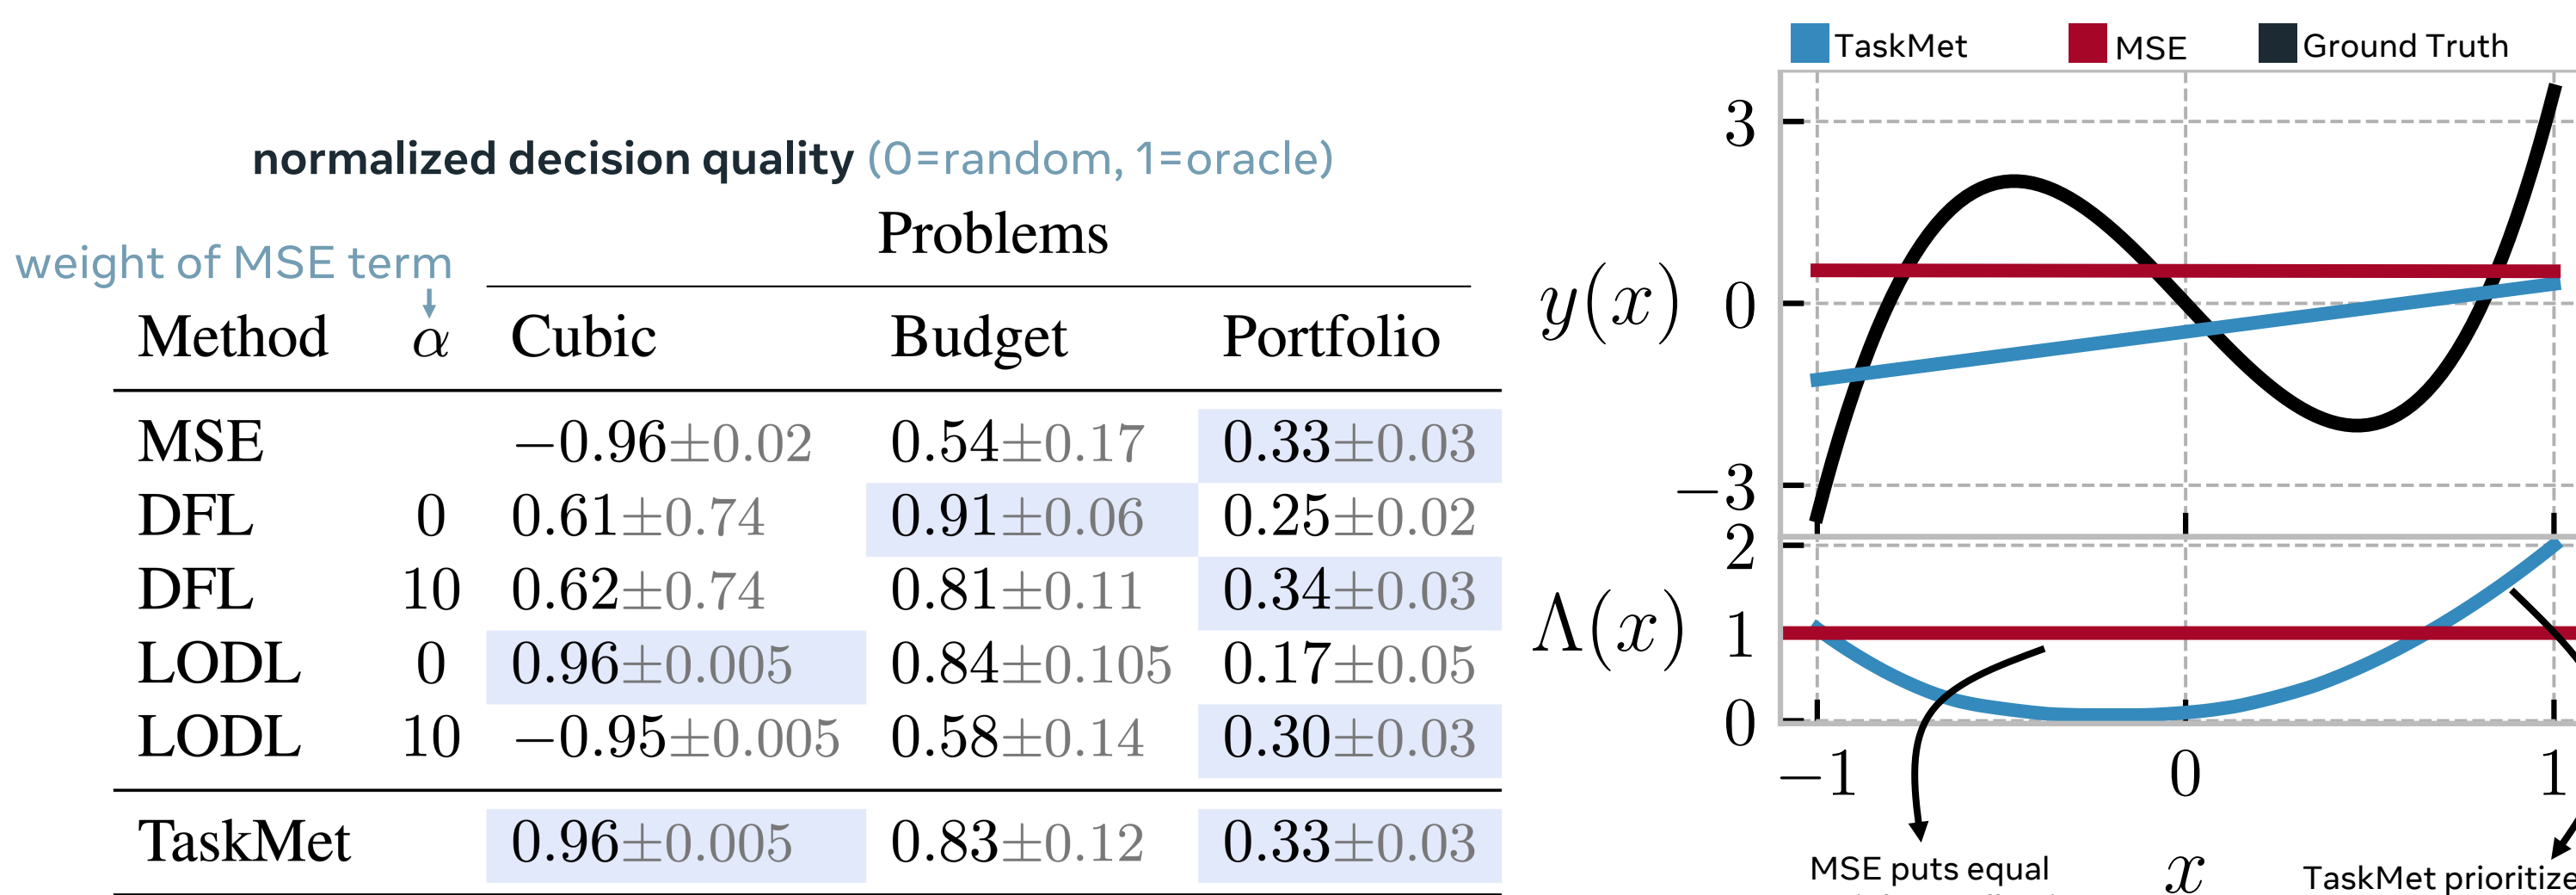 normalized decision quality (0=random, 1=oracle)
Problems
weight of MSE term
Method α Cubic Budget Portfolio
MSE −0.96±0.02 0.54±0.17 0.33±0.03
DFL 0 0.61±0.74 0.91±0.06 0.25±0.02
DFL 10 0.62±0.74 0.81±0.11 0.34±0.03
LODL 0 0.96±0.005 0.84±0.105 0.17±0.05
LODL 10 −0.95±0.005 0.58±0.14 0.30±0.03
TaskMet 0.96±0.005 0.83±0.12 0.33±0.03
TaskMet MSE Ground Truth
3
y(x) 0
−3
2
Λ(x) 1
0
−1 0 1
x
MSE puts equal
TaskMet prioritize